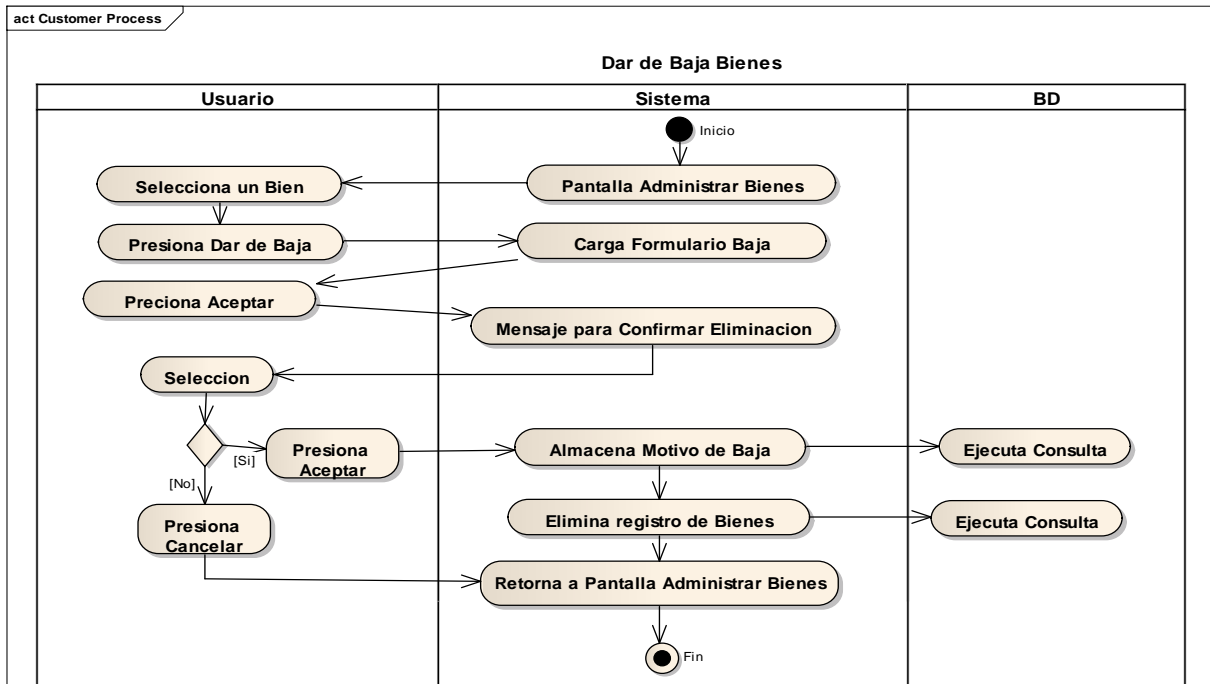 act Customer Process
Dar de Baja Bienes
Usuario
Sistema
BD
Inicio
Selecciona un Bien
Pantalla Administrar Bienes
Presiona Dar de Baja
Carga Formulario Baja
Preciona Aceptar
Mensaje para Confirmar Eliminacion
Seleccion
[Si]
Presiona
Aceptar
Almacena Motivo de Baja
Ejecuta Consulta
[No]
Presiona
Cancelar
Elimina registro de Bienes
Ejecuta Consulta
Retorna a Pantalla Administrar Bienes
Fin